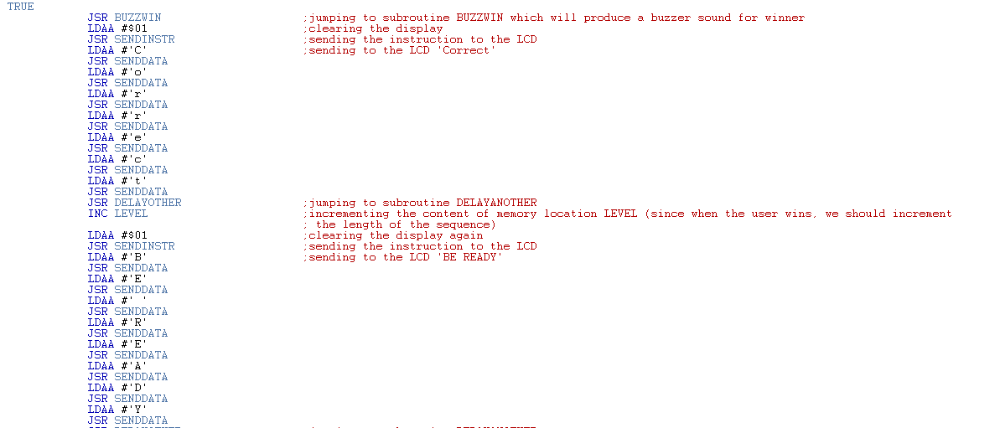 TRUE
JSR BUZZWIN ;jumping to subroutine BUZZWIN which will produce a buzzer sound for winner
LDAA #$01 ;clearing the display
JSR SENDINSTR ;sending the instruction to the LCD
LDAA #'C' ;sending to the LCD 'Correct'
JSR SENDDATA
LDAA #'o'
JSR SENDDATA
LDAA #'r'
JSR SENDDATA
LDAA #'r'
JSR SENDDATA
LDAA #'e'
JSR SENDDATA
LDAA #'c'
JSR SENDDATA
LDAA #'t'
JSR SENDDATA
JSR DELAYOTHER ;jumping to subroutine DELAYANOTHER
INC LEVEL ;incrementing the content of memory location LEVEL (since when the user wins, we should increment
; the length of the sequence)
LDAA #$01 ;clearing the display again
JSR SENDINSTR ;sending the instruction to the LCD
LDAA #'B' ;sending to the LCD 'BE READY'
JSR SENDDATA
LDAA #'E'
JSR SENDDATA
LDAA #' '
JSR SENDDATA
LDAA #'R'
JSR SENDDATA
LDAA #'E'
JSR SENDDATA
LDAA #'A'
JSR SENDDATA
LDAA #'D'
JSR SENDDATA
LDAA #'Y'
JSR SENDDATA